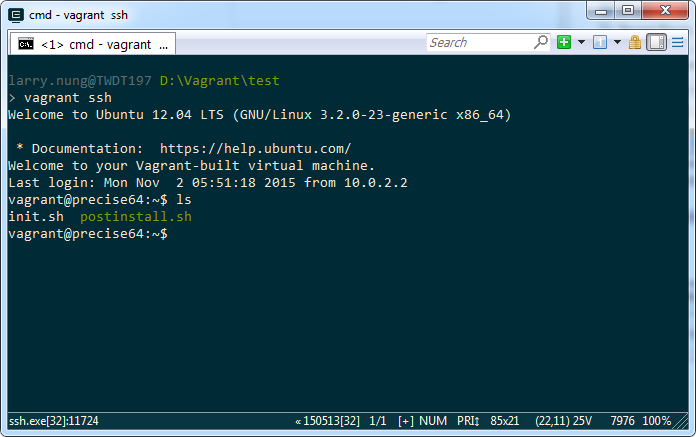 cmd - vagrant  ssh
<1> cmd - vagrant  ...
Search
larry.nung@TWDT197 D:\Vagrant\test
> vagrant ssh
Welcome to Ubuntu 12.04 LTS (GNU/Linux 3.2.0-23-generic x86_64)
 * Documentation:  https://help.ubuntu.com/
Welcome to your Vagrant-built virtual machine.
Last login: Mon Nov  2 05:51:18 2015 from 10.0.2.2
vagrant@precise64:~$ ls
init.sh  postinstall.sh
vagrant@precise64:~$
ssh.exe[32]:11724 «150513[32] 1/1 [+] NUM PRI↕ 85x21 (22,11) 25V 7976 100%